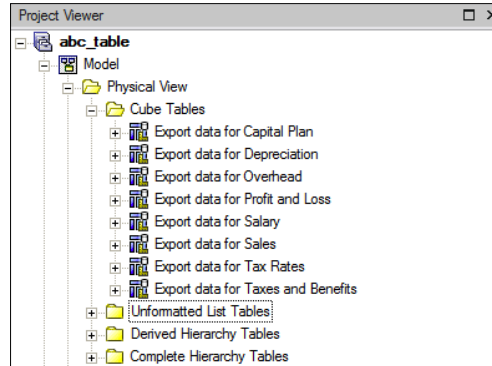 Project Viewer
abc_table
Model
Physical View
Cube Tables
Export data for Capital Plan
Export data for Depreciation
Export data for Overhead
Export data for Profit and Loss
Export data for Salary
Export data for Sales
Export data for Tax Rates
Export data for Taxes and Benefits
Unformatted List Tables
Derived Hierarchy Tables
Complete Hierarchy Tables